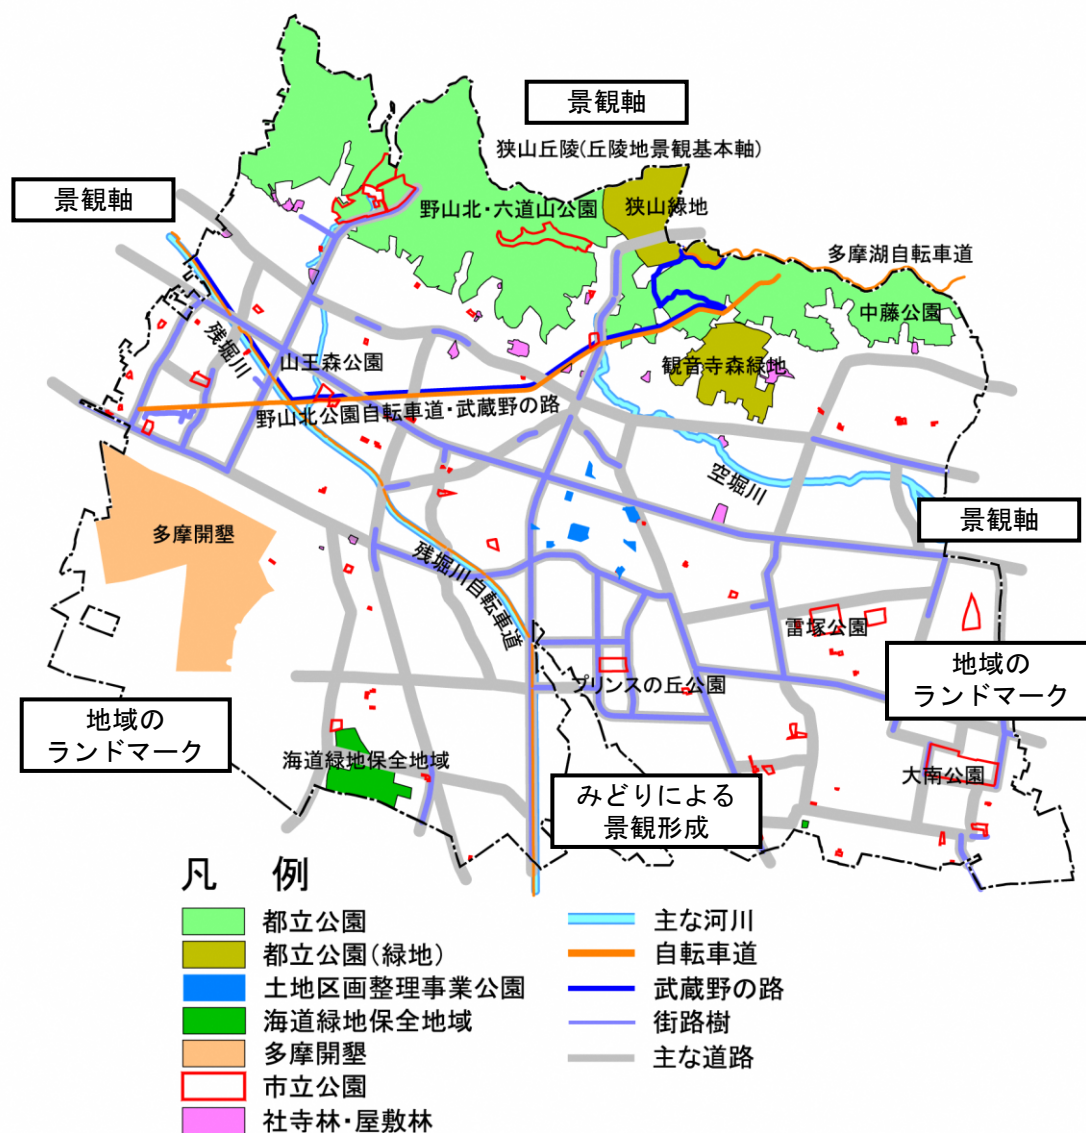 景観軸
狭山丘陵(丘陵地景観基本軸)
景観軸
野山北・六道山公園
狭山緑地
多摩湖自転車道
中藤公園
残堀川
山王森公園
観音寺森緑地
野山北公園自転車道・武蔵野の路
空堀川
景観軸
多摩開墾
残堀川自転車道
雷塚公園
地域の
ランドマーク
プリンスの丘公園
地域の
ランドマーク
海道緑地保全地域
大南公園
みどりによる
景観形成
凡 例
都立公園
都立公園(緑地)
土地区画整理事業公園
海道緑地保全地域
多摩開墾
市立公園
社寺林・屋敷林
主な河川
自転車道
武蔵野の路
街路樹
主な道路